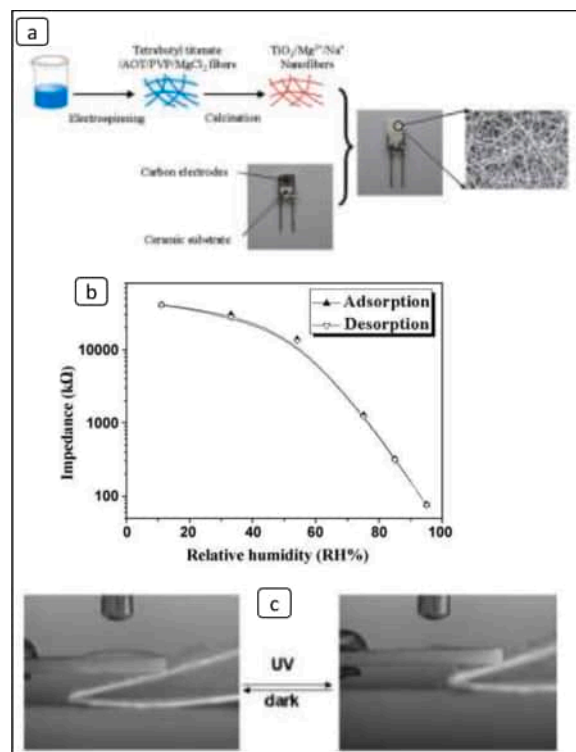 a
Tetrabutyl titanate
/AOT/PVP/MgCl₂ fibers
TiO₂/Mg²⁺/Na⁺
Nanofibers
Electrospinning
Calcination
Carbon electrodes
Ceramic substrate
b
Adsorption
Desorption
Impedance (kΩ)
10000
1000
100
0 20 40 60 80 100
Relative humidity (RH%)
c
UV
dark